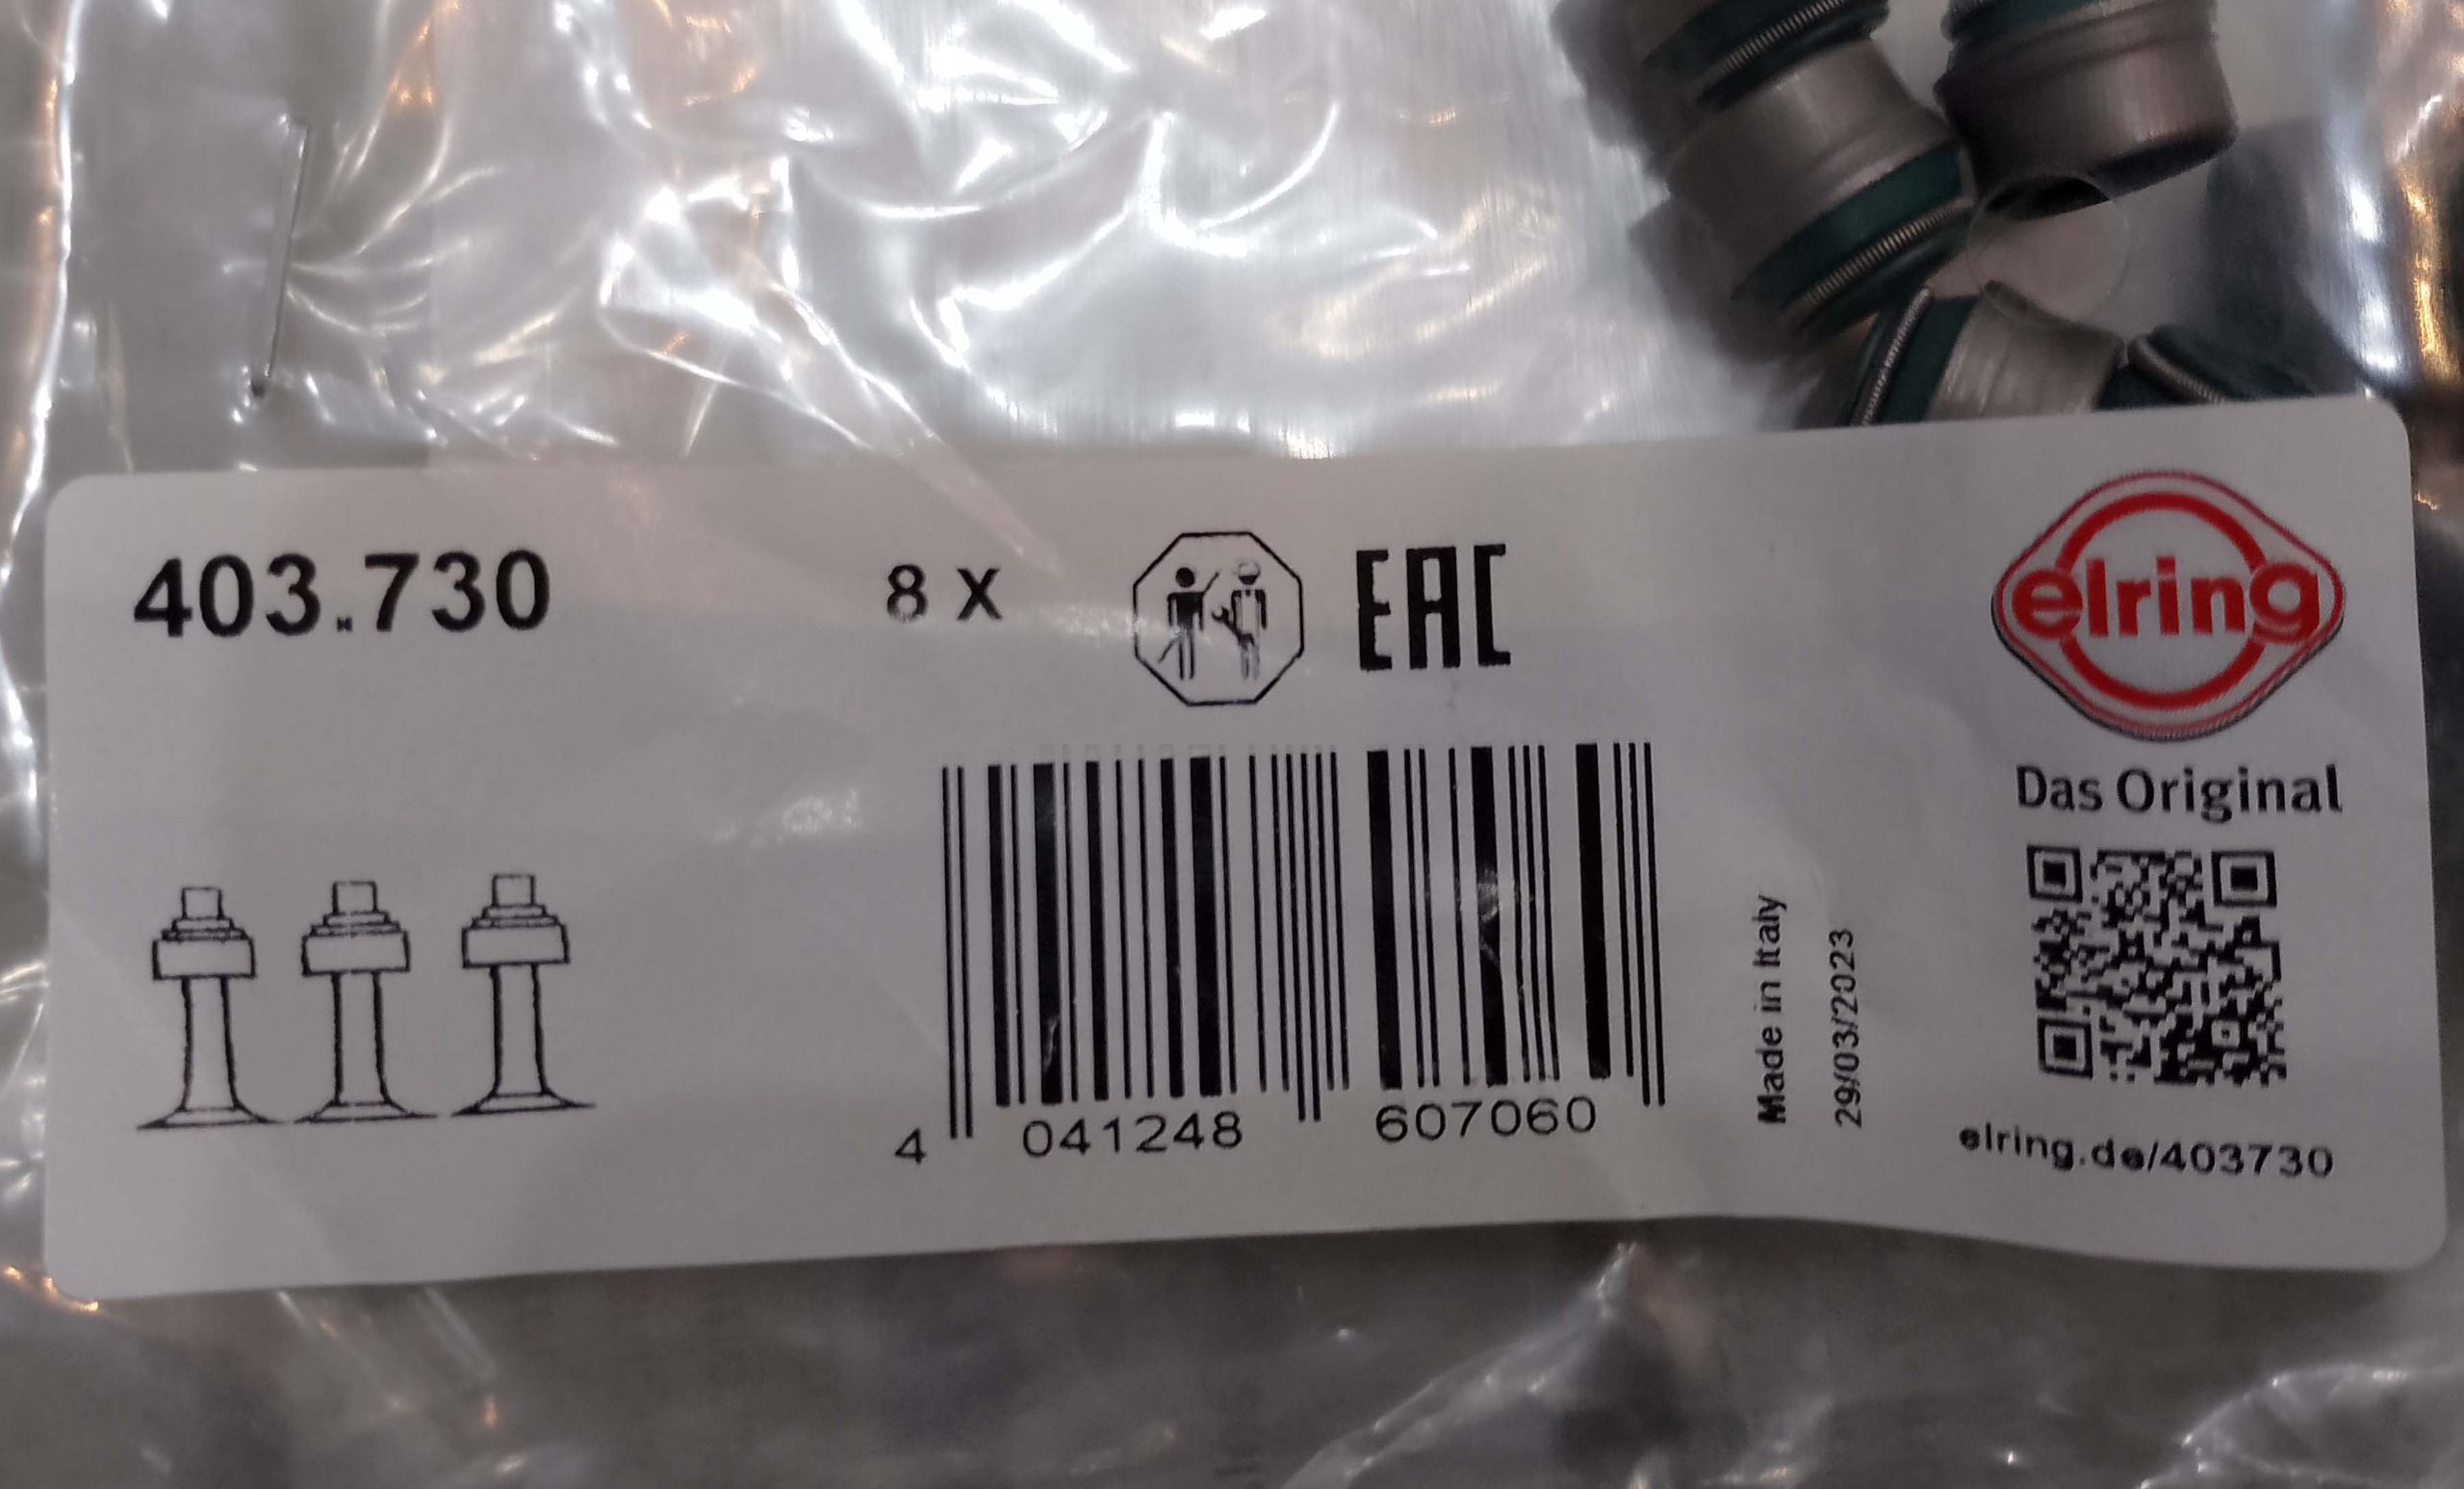 403.730
8 X
EAC
elring
Das Original
4 041248 607060
Made in Italy
29/03/2023
elring.de/403730